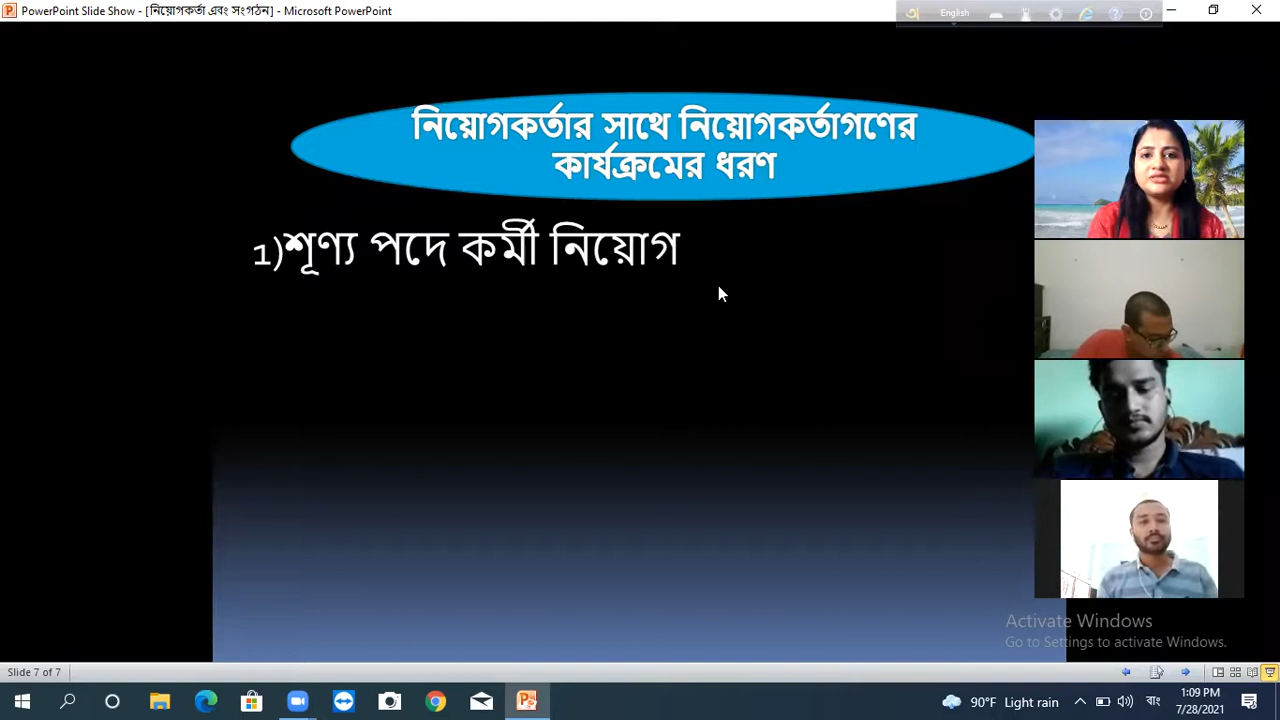 PowerPoint Slide Show - [নিয়োগকর্তা এবং সংগঠন] - Microsoft PowerPoint
অ English
নিয়োগকর্তার সাথে নিয়োগকর্তাগণের
কার্যক্রমের ধরণ
1)শূণ্য পদে কর্মী নিয়োগ
Activate Windows
Go to Settings to activate Windows.
Slide 7 of 7
90°F Light rain
বাং
1:09 PM
7/28/2021